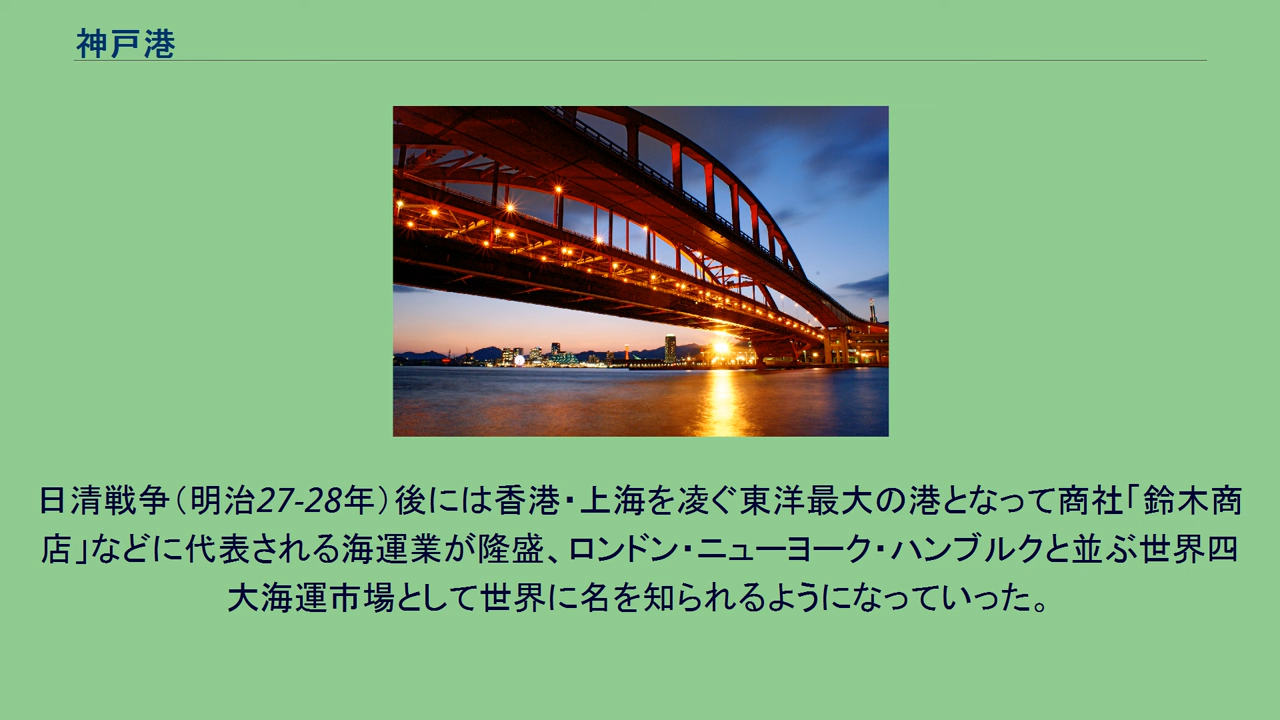 神戸港
日清戦争（明治27-28年）後には香港・上海を凌ぐ東洋最大の港となって商社「鈴木商
店」などに代表される海運業が隆盛、ロンドン・ニューヨーク・ハンブルクと並ぶ世界四
大海運市場として世界に名を知られるようになっていった。